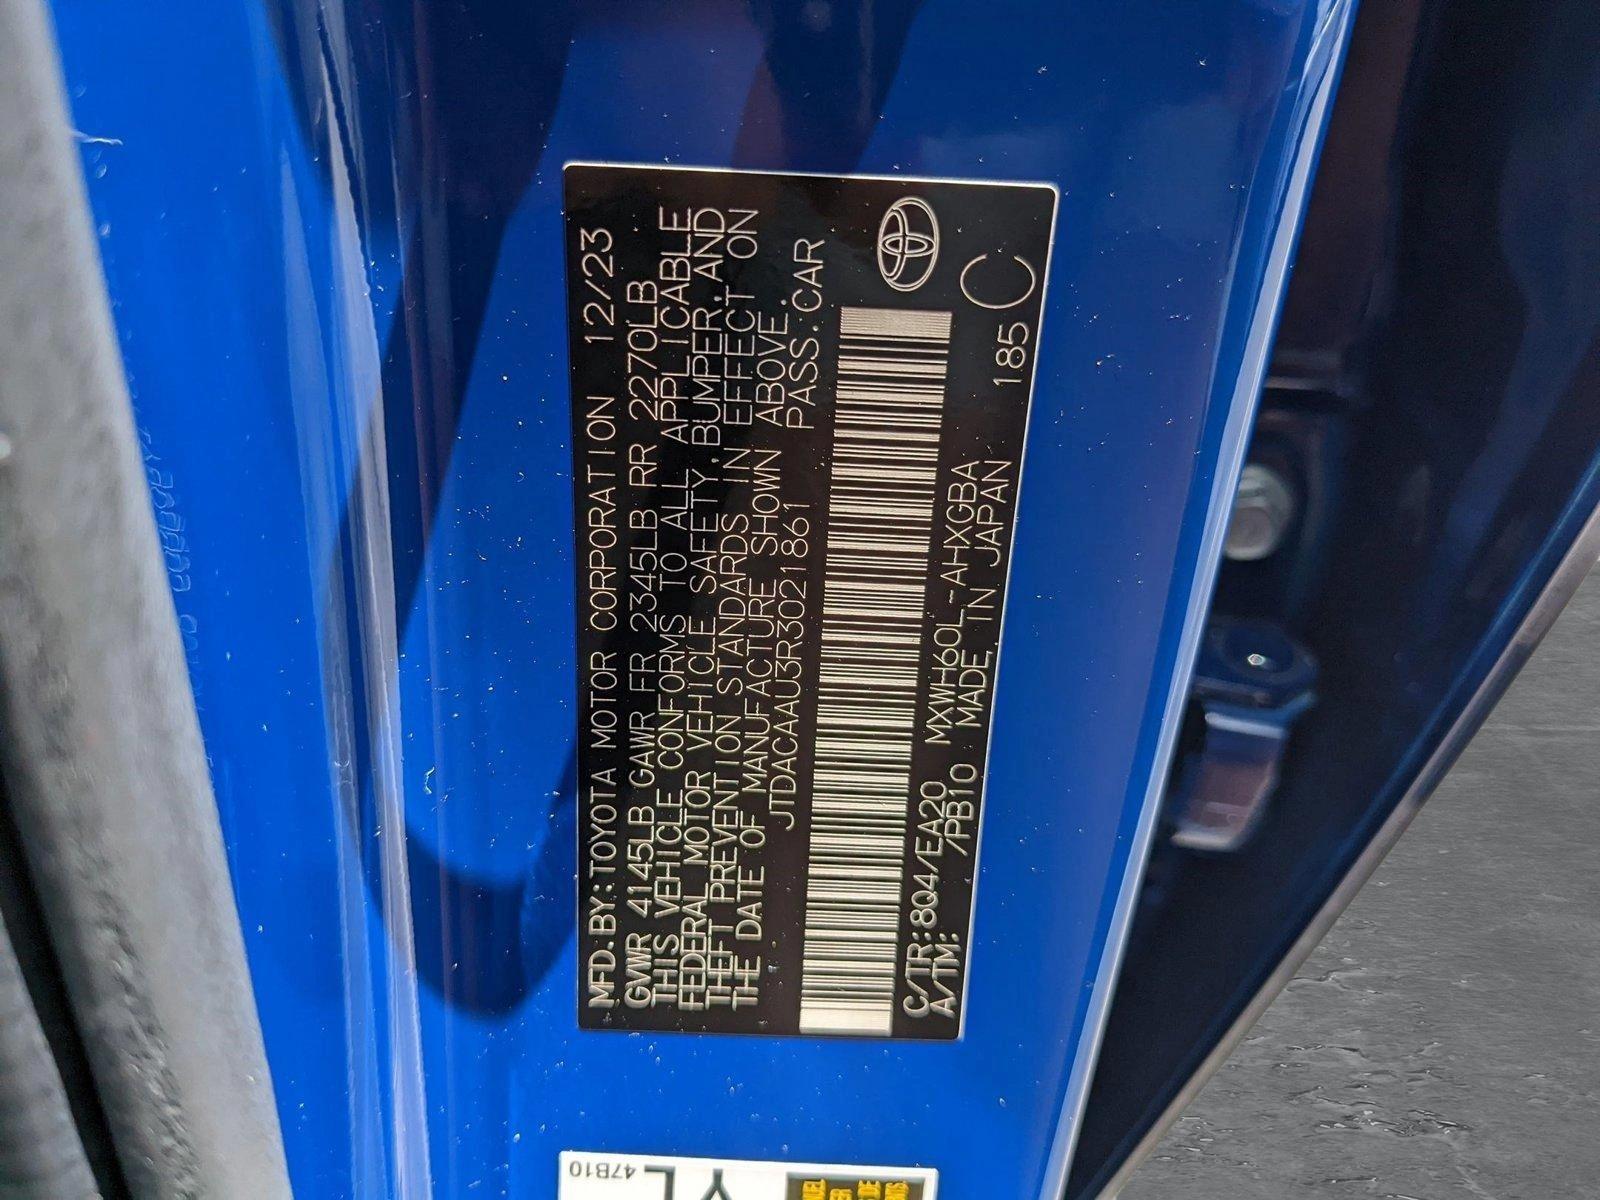 MFD.BY:TOYOTA MOTOR CORPORATION 12/23
GVWR 4145LB GAWR FR 2345LB RR 2270LB
THIS VEHICLE CONFORMS TO ALL APPLICABLE
FEDERAL MOTOR VEHICLE SAFETY,BUMPER,AND
THEFT PREVENTION STANDARDS IN EFFECT ON
THE DATE OF MANUFACTURE SHOWN ABOVE.
JTDACAAU3R3021861 PASS.CAR
C/TR:8Q4/EA20 MXWH60L-AHXGBA
A/TM: /PB10 MADE IN JAPAN 185 C
47B10